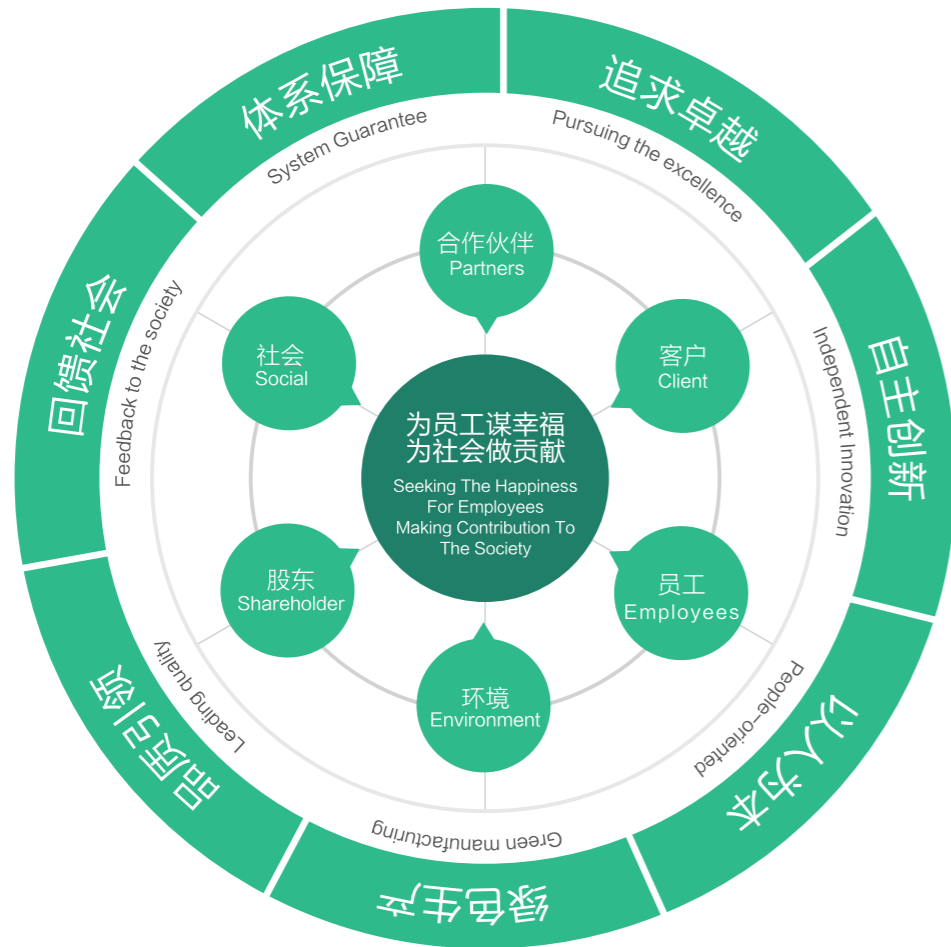 体系保障
System Guarantee
追求卓越
Pursuing the excellence
自主创新
Independent Innovation
以人为本
People-oriented
绿色生产
Green manufacturing
品质引领
Leading quality
回馈社会
Feedback to the society
合作伙伴
Partners
客户
Client
员工
Employees
环境
Environment
股东
Shareholder
社会
Social
为员工谋幸福
为社会做贡献
Seeking The Happiness
For Employees
Making Contribution To
The Society